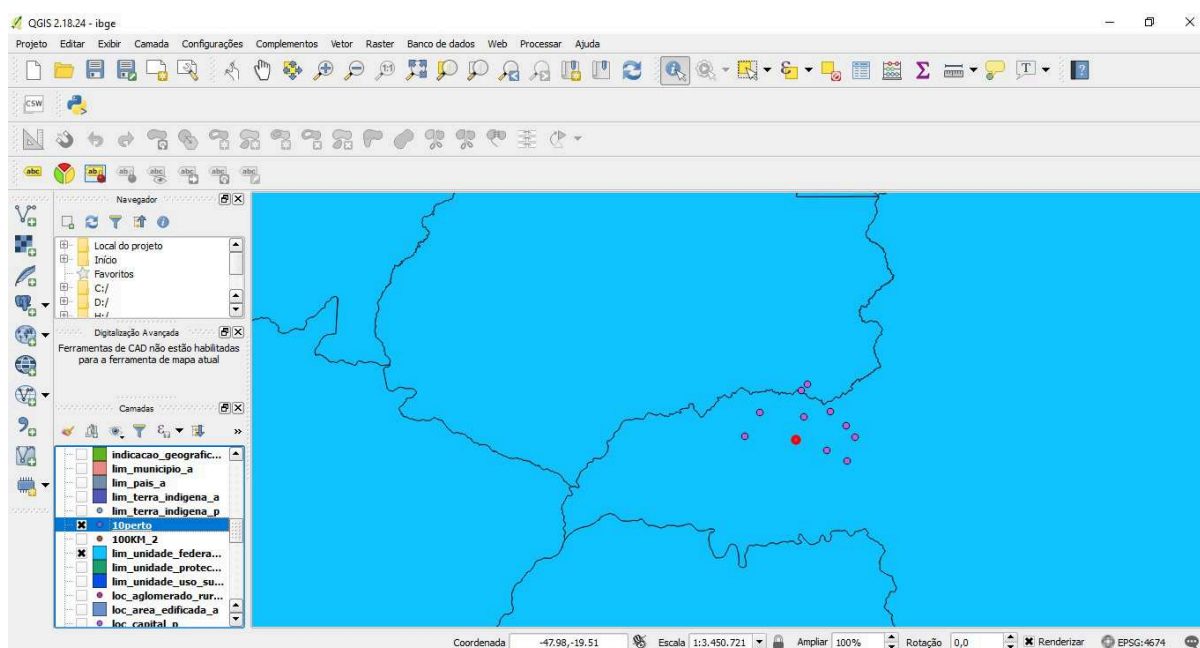 QGIS 2.18.24 - ibge
Projeto Editar Exibir Camada Configurações Complementos Vetor Raster Banco de dados Web Processar Ajuda
CSW
abc
Navegador
Local do projeto
Início
Favoritos
C:/
D:/
H:/
Digitalização Avançada
Ferramentas de CAD não estão habilitadas
para a ferramenta de mapa atual
Camadas
indicacao_geografic...
lim_municipio_a
lim_pais_a
lim_terra_indigena_a
lim_terra_indigena_p
10perto
100KM_2
lim_unidade_federa...
lim_unidade_protec...
lim_unidade_uso_su...
loc_aglomerado_rur...
loc_area_edificada_a
loc_capital_p
Coordenada -47.98,-19.51 Escala 1:3.450.721 Ampliar 100% Rotação 0,0 Renderizar EPSG:4674